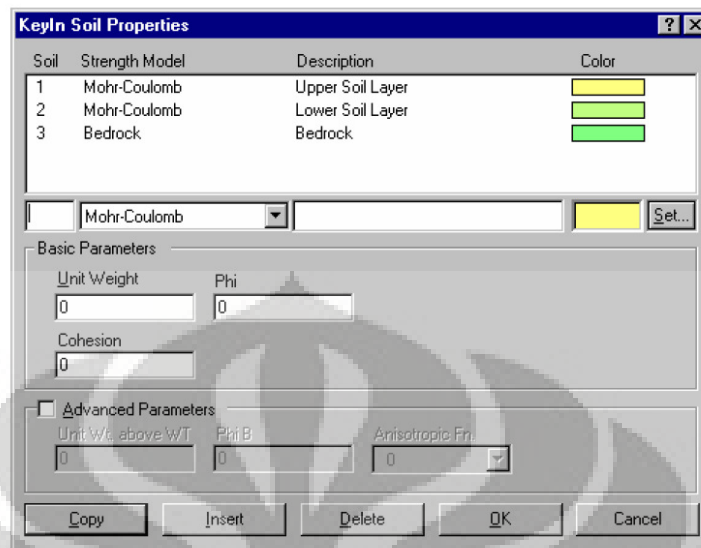 KeyIn Soil Properties
Soil Strength Model Description Color
1 Mohr-Coulomb Upper Soil Layer
2 Mohr-Coulomb Lower Soil Layer
3 Bedrock Bedrock
Mohr-Coulomb Set...
Basic Parameters
Unit Weight Phi
0 0
Cohesion
0
Advanced Parameters
Unit Wt. above WT Phi B Anisotropic Fn.
0 0 0
Copy Insert Delete OK Cancel